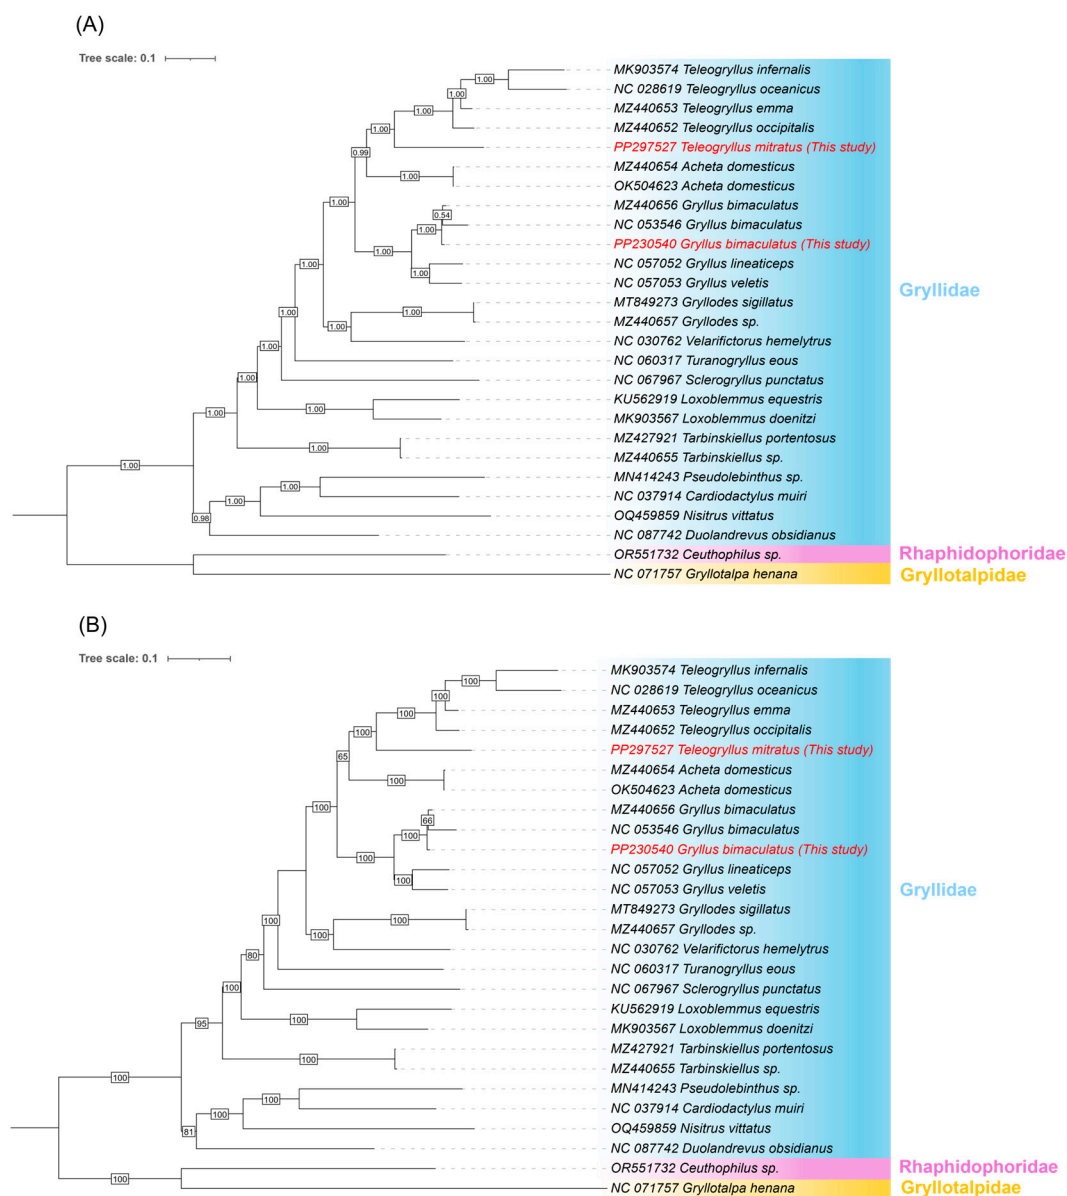 (A)
Tree scale: 0.1
MK903574 Teleogryllus infernalis
1.00
NC 028619 Teleogryllus oceanicus
1.00
MZ440653 Teleogryllus emma
1.00
MZ440652 Teleogryllus occipitalis
1.00
PP297527 Teleogryllus mitratus (This study)
0.99
MZ440654 Acheta domesticus
1.00
OK504623 Acheta domesticus
1.00
MZ440656 Gryllus bimaculatus
0.54
NC 053546 Gryllus bimaculatus
1.00
PP230540 Gryllus bimaculatus (This study)
1.00
NC 057052 Gryllus lineaticeps
1.00
NC 057053 Gryllus veletis
Gryllidae
MT849273 Gryllodes sigillatus
1.00
1.00
MZ440657 Gryllodes sp.
1.00
NC 030762 Velarifictorus hemelytrus
1.00
NC 060317 Turanogryllus eous
1.00
NC 067967 Sclerogryllus punctatus
KU562919 Loxoblemmus equestris
1.00
1.00
MK903567 Loxoblemmus doenitzi
MZ427921 Tarbinskiellus portentosus
1.00
MZ440655 Tarbinskiellus sp.
1.00
MN414243 Pseudolebinthus sp.
1.00
NC 037914 Cardiodactylus muiri
1.00
OQ459859 Nisitrus vittatus
0.98
NC 087742 Duolandrevus obsidianus
OR551732 Ceuthophilus sp.
Rhaphidophoridae
NC 071757 Gryllotalpa henana
Gryllotalpidae
(B)
Tree scale: 0.1
MK903574 Teleogryllus infernalis
100
NC 028619 Teleogryllus oceanicus
100
MZ440653 Teleogryllus emma
100
MZ440652 Teleogryllus occipitalis
100
PP297527 Teleogryllus mitratus (This study)
65
MZ440654 Acheta domesticus
100
OK504623 Acheta domesticus
100
MZ440656 Gryllus bimaculatus
66
NC 053546 Gryllus bimaculatus
100
PP230540 Gryllus bimaculatus (This study)
100
NC 057052 Gryllus lineaticeps
100
NC 057053 Gryllus veletis
Gryllidae
MT849273 Gryllodes sigillatus
100
100
MZ440657 Gryllodes sp.
100
NC 030762 Velarifictorus hemelytrus
80
NC 060317 Turanogryllus eous
100
NC 067967 Sclerogryllus punctatus
KU562919 Loxoblemmus equestris
95
100
MK903567 Loxoblemmus doenitzi
MZ427921 Tarbinskiellus portentosus
100
MZ440655 Tarbinskiellus sp.
100
MN414243 Pseudolebinthus sp.
100
NC 037914 Cardiodactylus muiri
100
OQ459859 Nisitrus vittatus
81
NC 087742 Duolandrevus obsidianus
OR551732 Ceuthophilus sp.
Rhaphidophoridae
100
NC 071757 Gryllotalpa henana
Gryllotalpidae